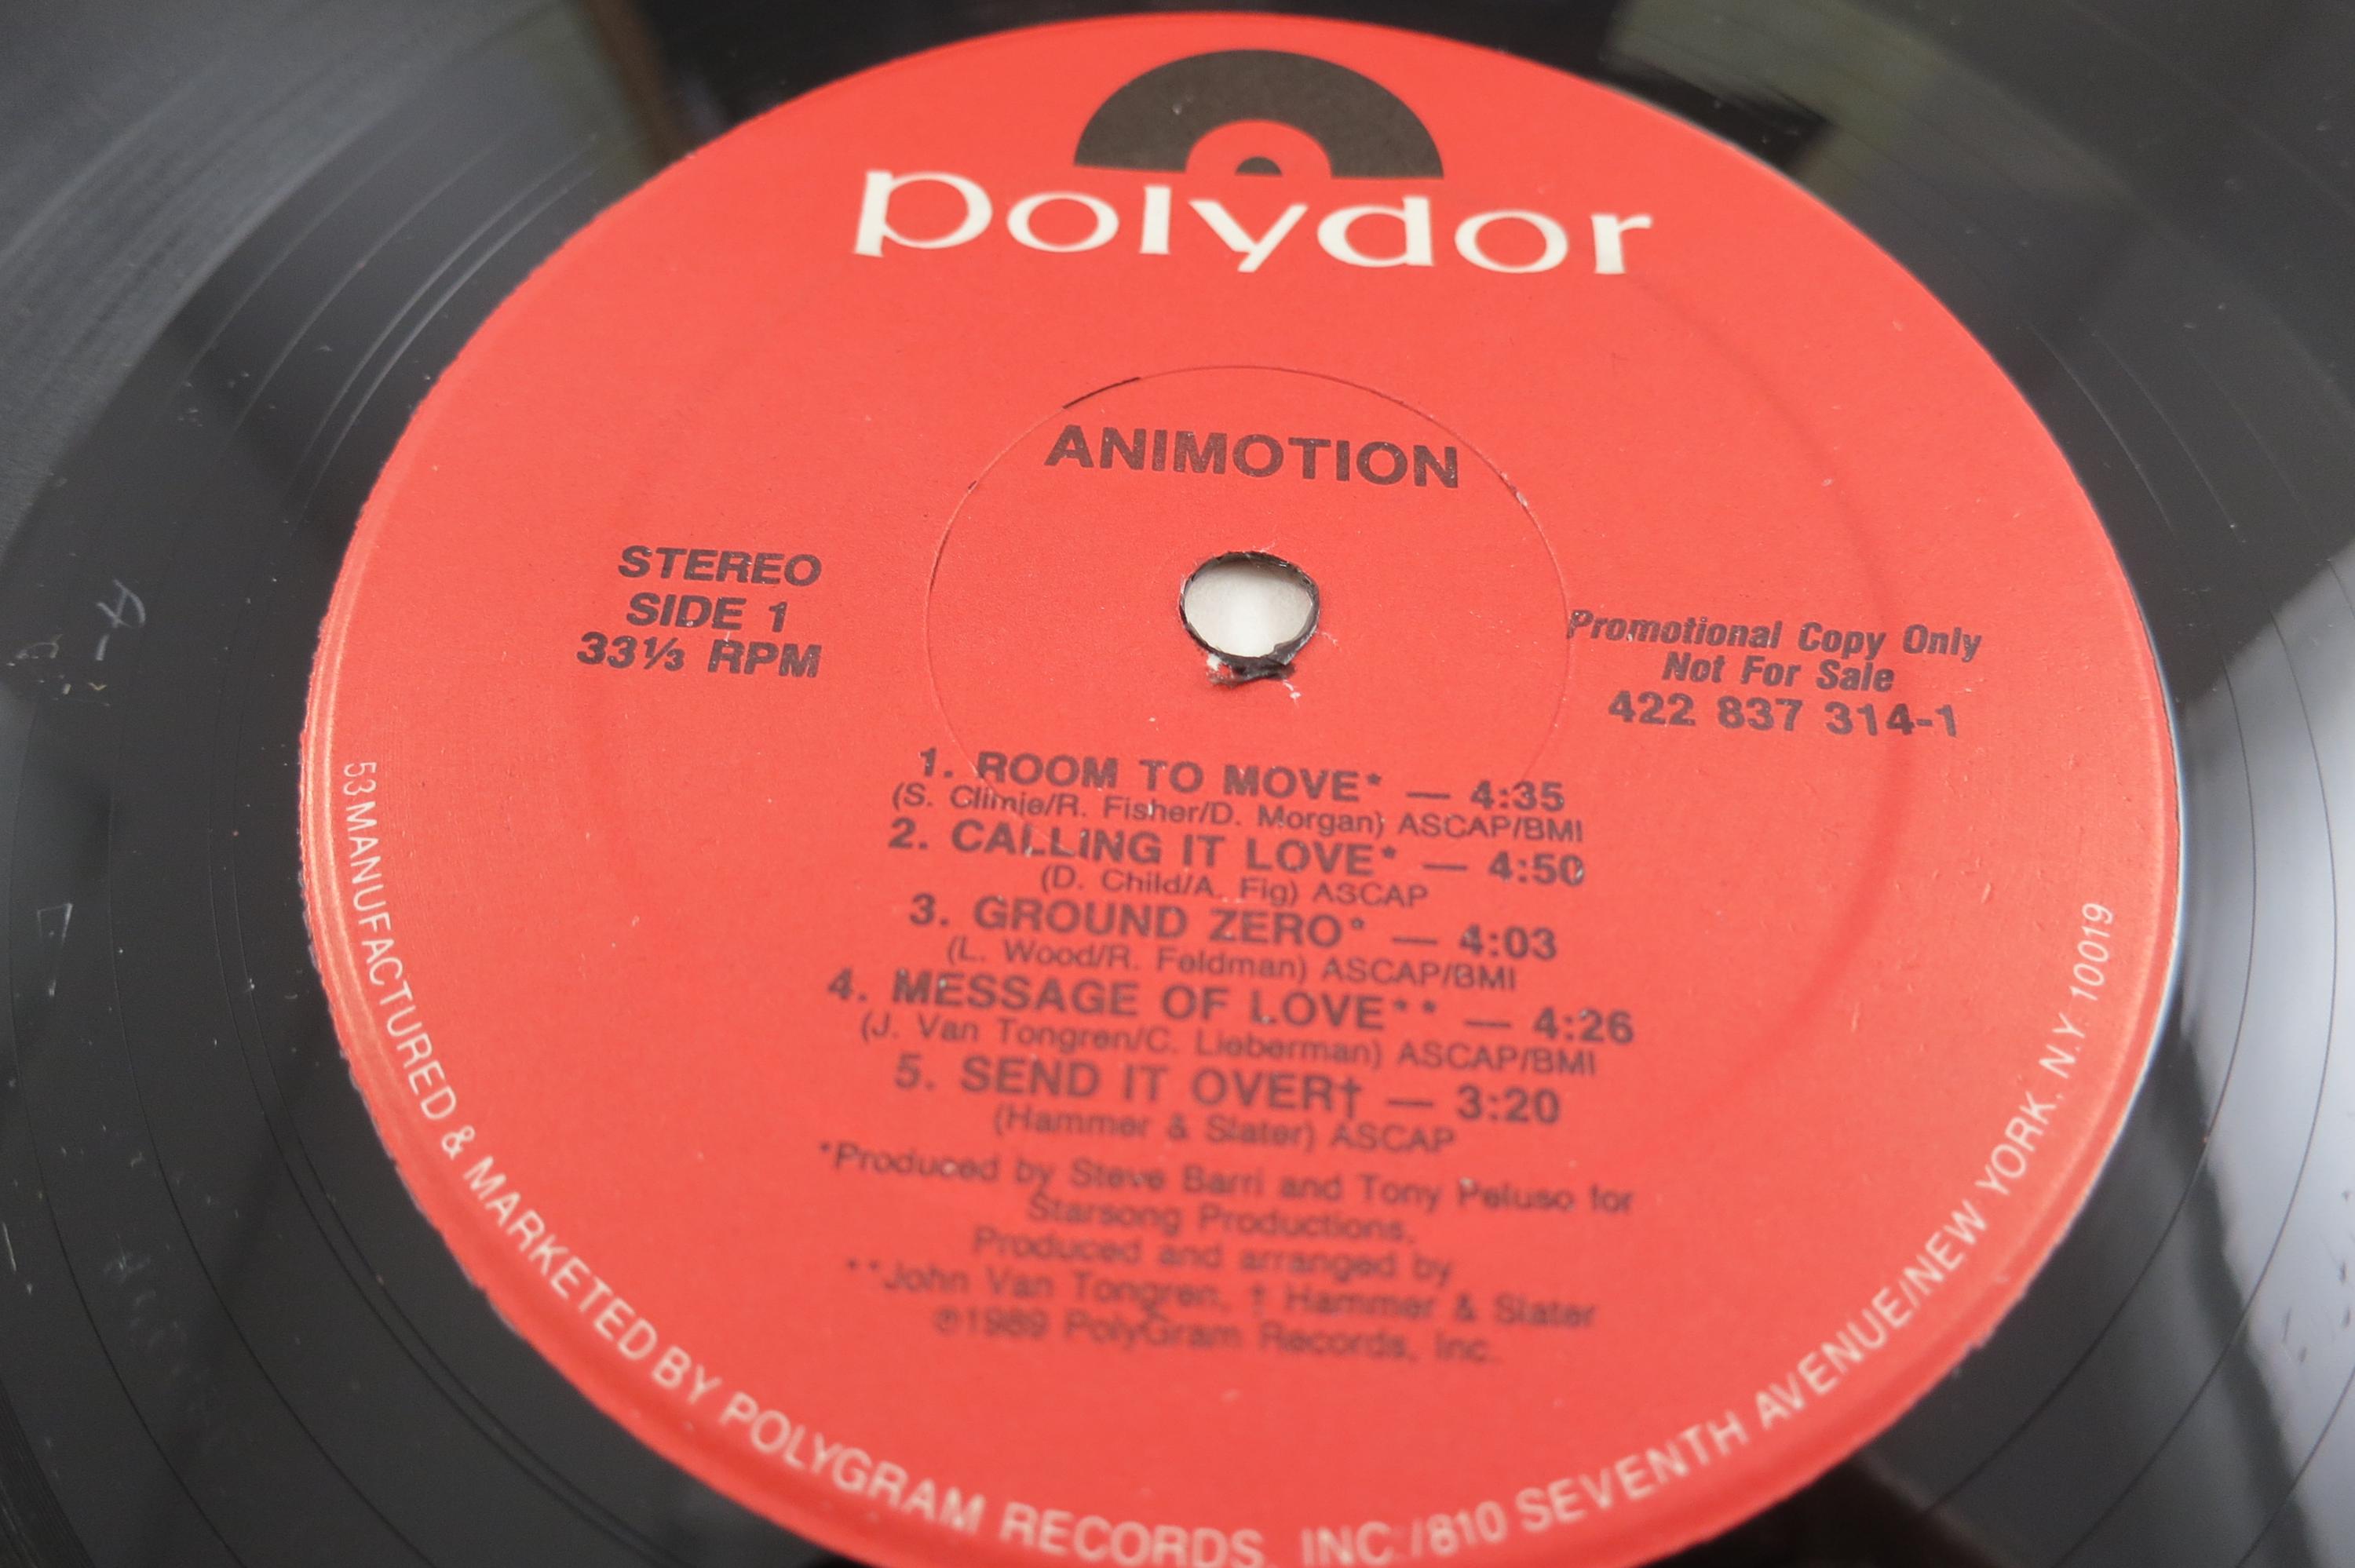 polydor
ANIMOTION
STEREO
SIDE 1
33⅓ RPM
Promotional Copy Only
Not For Sale
422 837 314-1
1. ROOM TO MOVE* — 4:35
(S. Climie/R. Fisher/D. Morgan) ASCAP/BMI
2. CALLING IT LOVE* — 4:50
(D. Child/A. Fig) ASCAP
3. GROUND ZERO* — 4:03
(L. Wood/R. Feldman) ASCAP/BMI
4. MESSAGE OF LOVE** — 4:26
(J. Van Tongren/C. Lieberman) ASCAP/BMI
5. SEND IT OVER† — 3:20
(Hammer & Slater) ASCAP
*Produced by Steve Barri and Tony Peluso for
Starsong Productions.
Produced and arranged by
**John Van Tongren, † Hammer & Slater
℗1989 PolyGram Records, Inc.
53 MANUFACTURED & MARKETED BY POLYGRAM RECORDS, INC./810 SEVENTH AVENUE/NEW YORK, N.Y. 10019